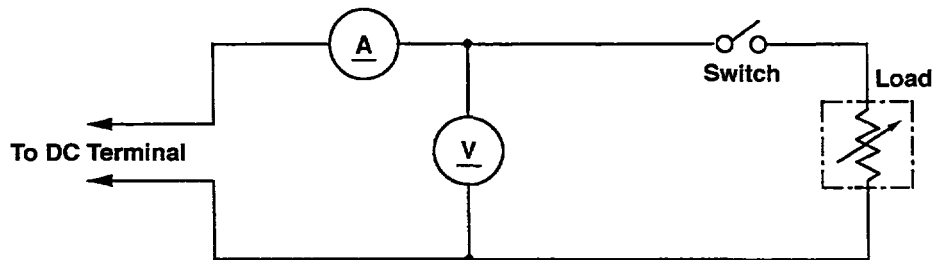 A
Switch
Load
To DC Terminal
V